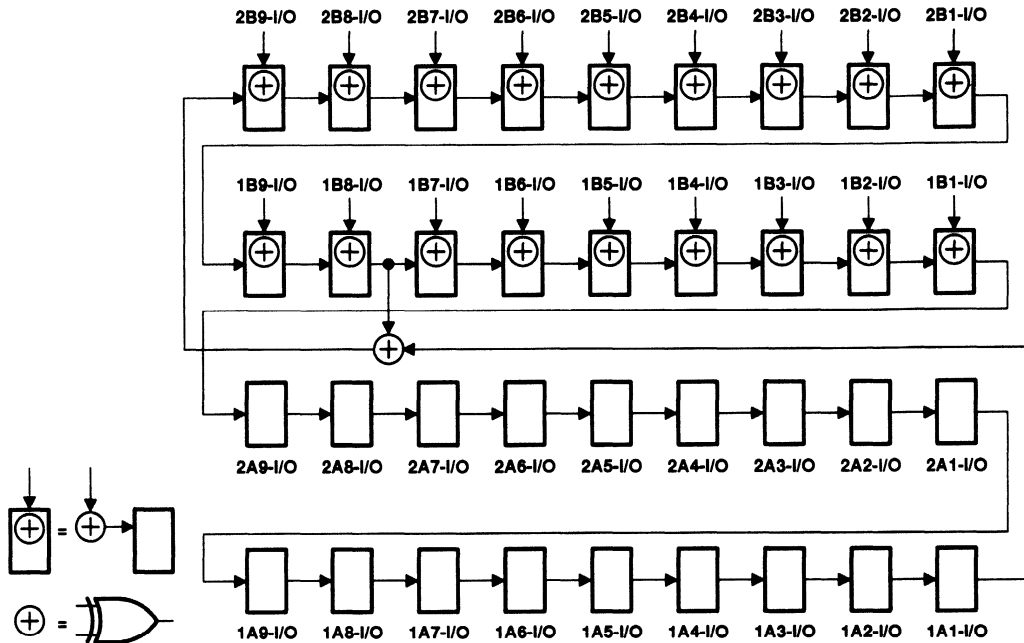 2B9-I/O 2B8-I/O 2B7-I/O 2B6-I/O 2B5-I/O 2B4-I/O 2B3-I/O 2B2-I/O 2B1-I/O
1B9-I/O 1B8-I/O 1B7-I/O 1B6-I/O 1B5-I/O 1B4-I/O 1B3-I/O 1B2-I/O 1B1-I/O
2A9-I/O 2A8-I/O 2A7-I/O 2A6-I/O 2A5-I/O 2A4-I/O 2A3-I/O 2A2-I/O 2A1-I/O
=
=
1A9-I/O 1A8-I/O 1A7-I/O 1A6-I/O 1A5-I/O 1A4-I/O 1A3-I/O 1A2-I/O 1A1-I/O